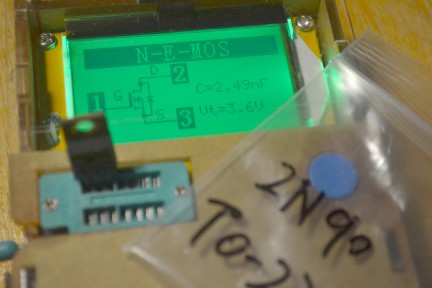 N-E-MOS
D 2
1 G C=2.49nF
S 3 Vt=3.6V
2N90
TO-2